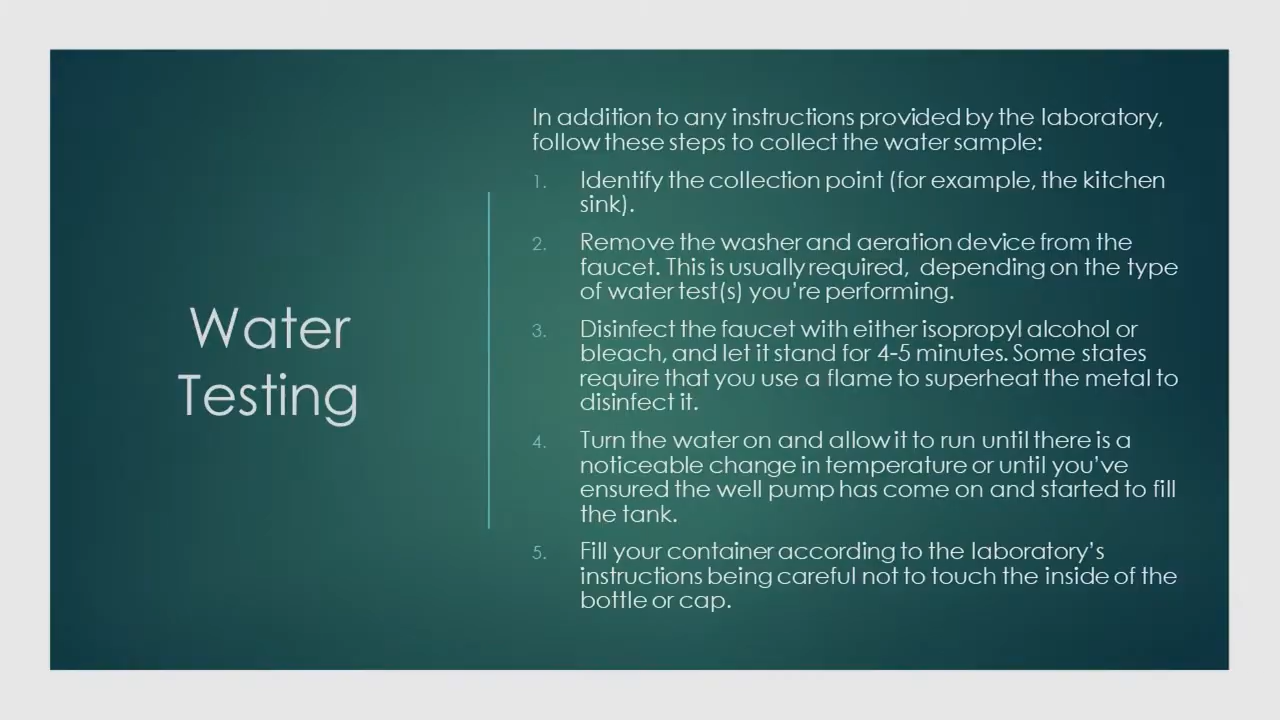 Water
Testing
In addition to any instructions provided by the laboratory,
follow these steps to collect the water sample:
1. Identify the collection point (for example, the kitchen
sink).
2. Remove the washer and aeration device from the
faucet. This is usually required, depending on the type
of water test(s) you're performing.
3. Disinfect the faucet with either isopropyl alcohol or
bleach, and let it stand for 4-5 minutes. Some states
require that you use a flame to superheat the metal to
disinfect it.
4. Turn the water on and allow it to run until there is a
noticeable change in temperature or until you've
ensured the well pump has come on and started to fill
the tank.
5. Fill your container according to the laboratory's
instructions being careful not to touch the inside of the
bottle or cap.